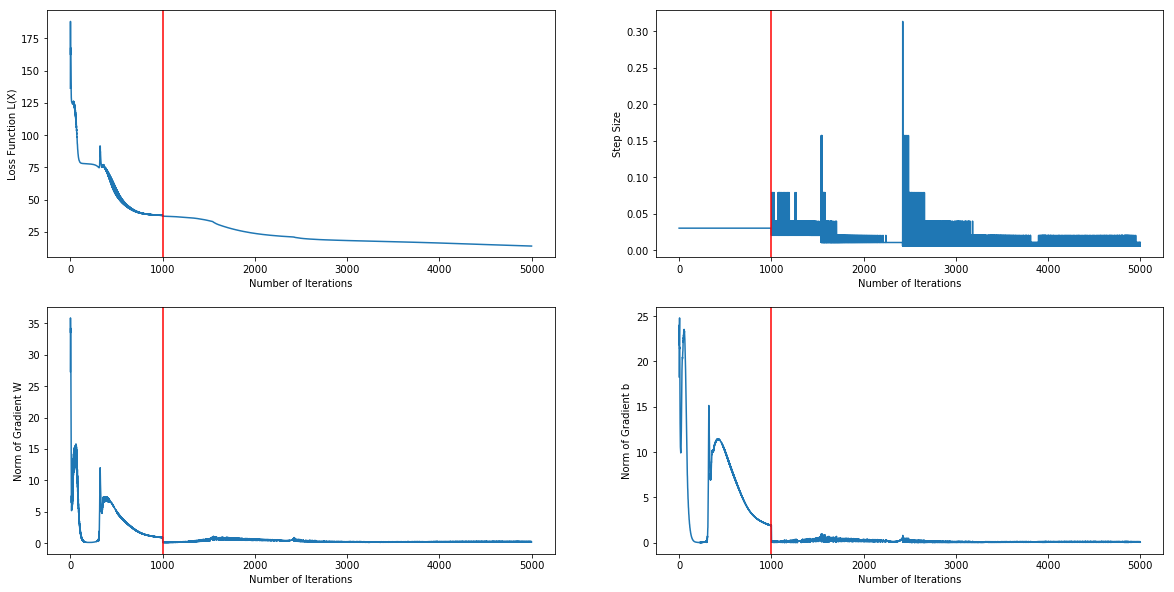 Loss Function L(X)
175
150
125
100
75
50
25
0 1000 2000 3000 4000 5000
Number of Iterations
Step Size
0.30
0.25
0.20
0.15
0.10
0.05
0.00
0 1000 2000 3000 4000 5000
Number of Iterations
Norm of Gradient W
35
30
25
20
15
10
5
0
0 1000 2000 3000 4000 5000
Number of Iterations
Norm of Gradient b
25
20
15
10
5
0
0 1000 2000 3000 4000 5000
Number of Iterations